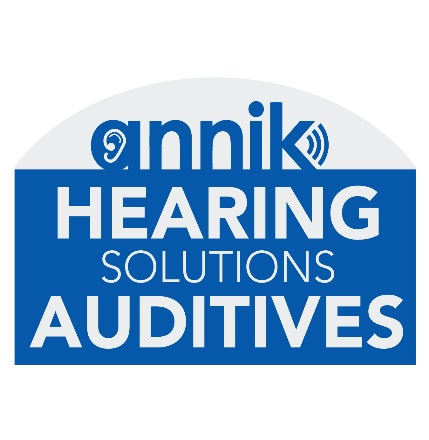 annik
HEARING
SOLUTIONS
AUDITIVES